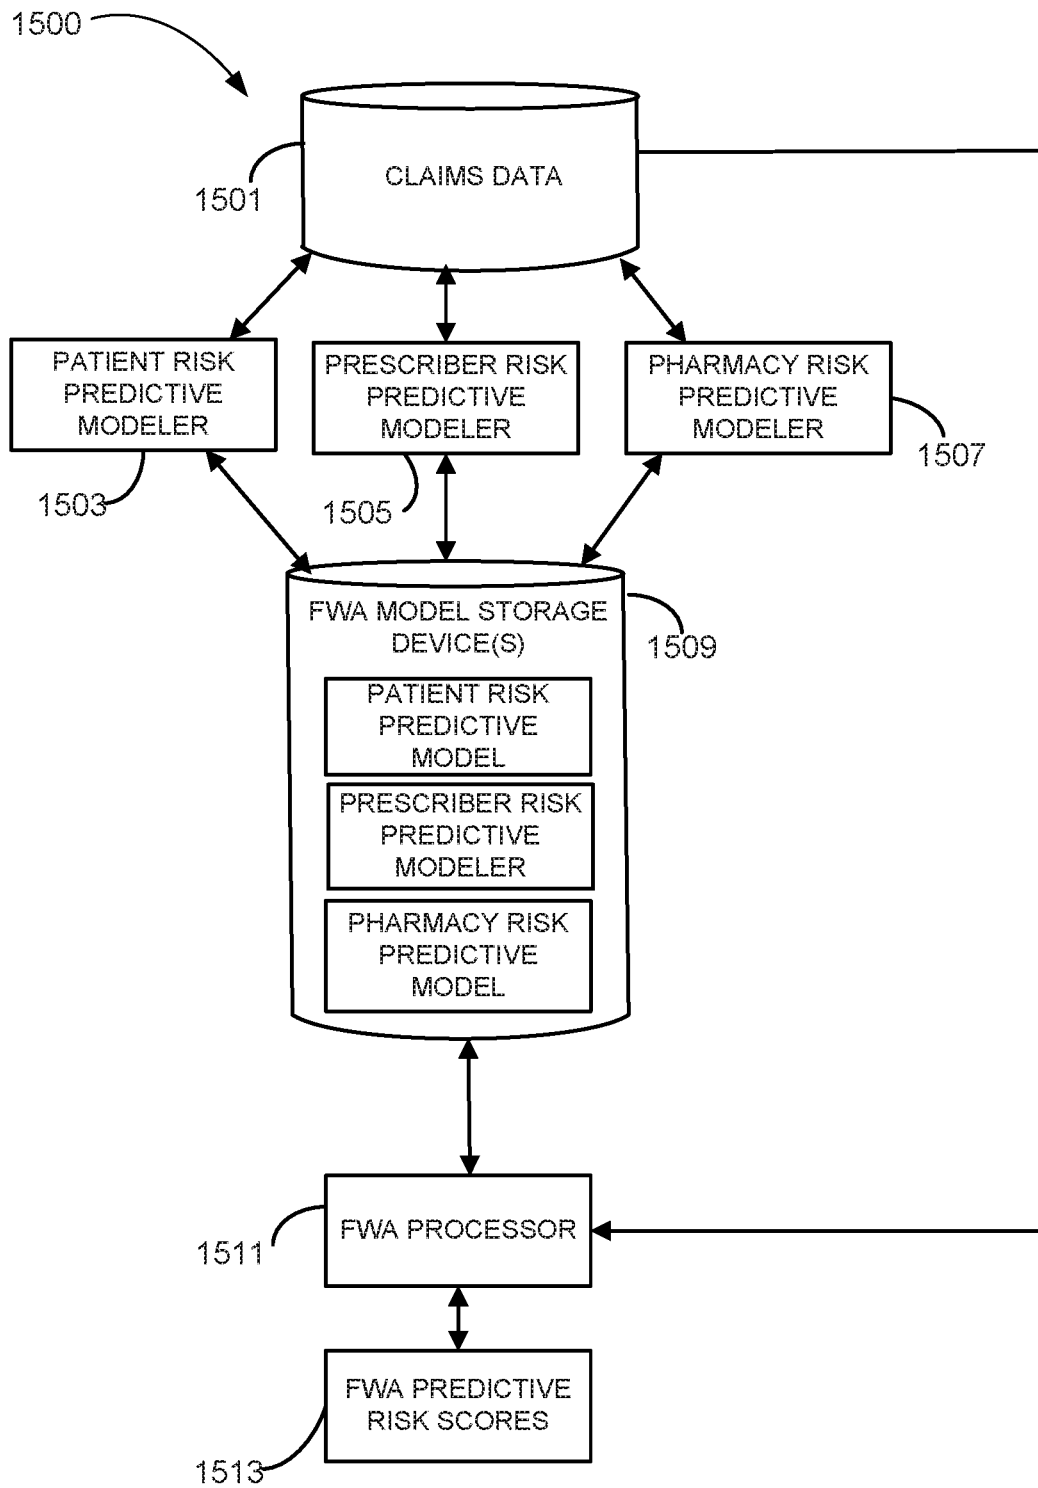 1500
CLAIMS DATA
1501
PATIENT RISK
PREDICTIVE
MODELER
PRESCRIBER RISK
PREDICTIVE
MODELER
PHARMACY RISK
PREDICTIVE
MODELER
1503
1505
1507
FWA MODEL STORAGE
DEVICE(S)
1509
PATIENT RISK
PREDICTIVE
MODEL
PRESCRIBER RISK
PREDICTIVE
MODELER
PHARMACY RISK
PREDICTIVE
MODEL
FWA PROCESSOR
1511
FWA PREDICTIVE
RISK SCORES
1513